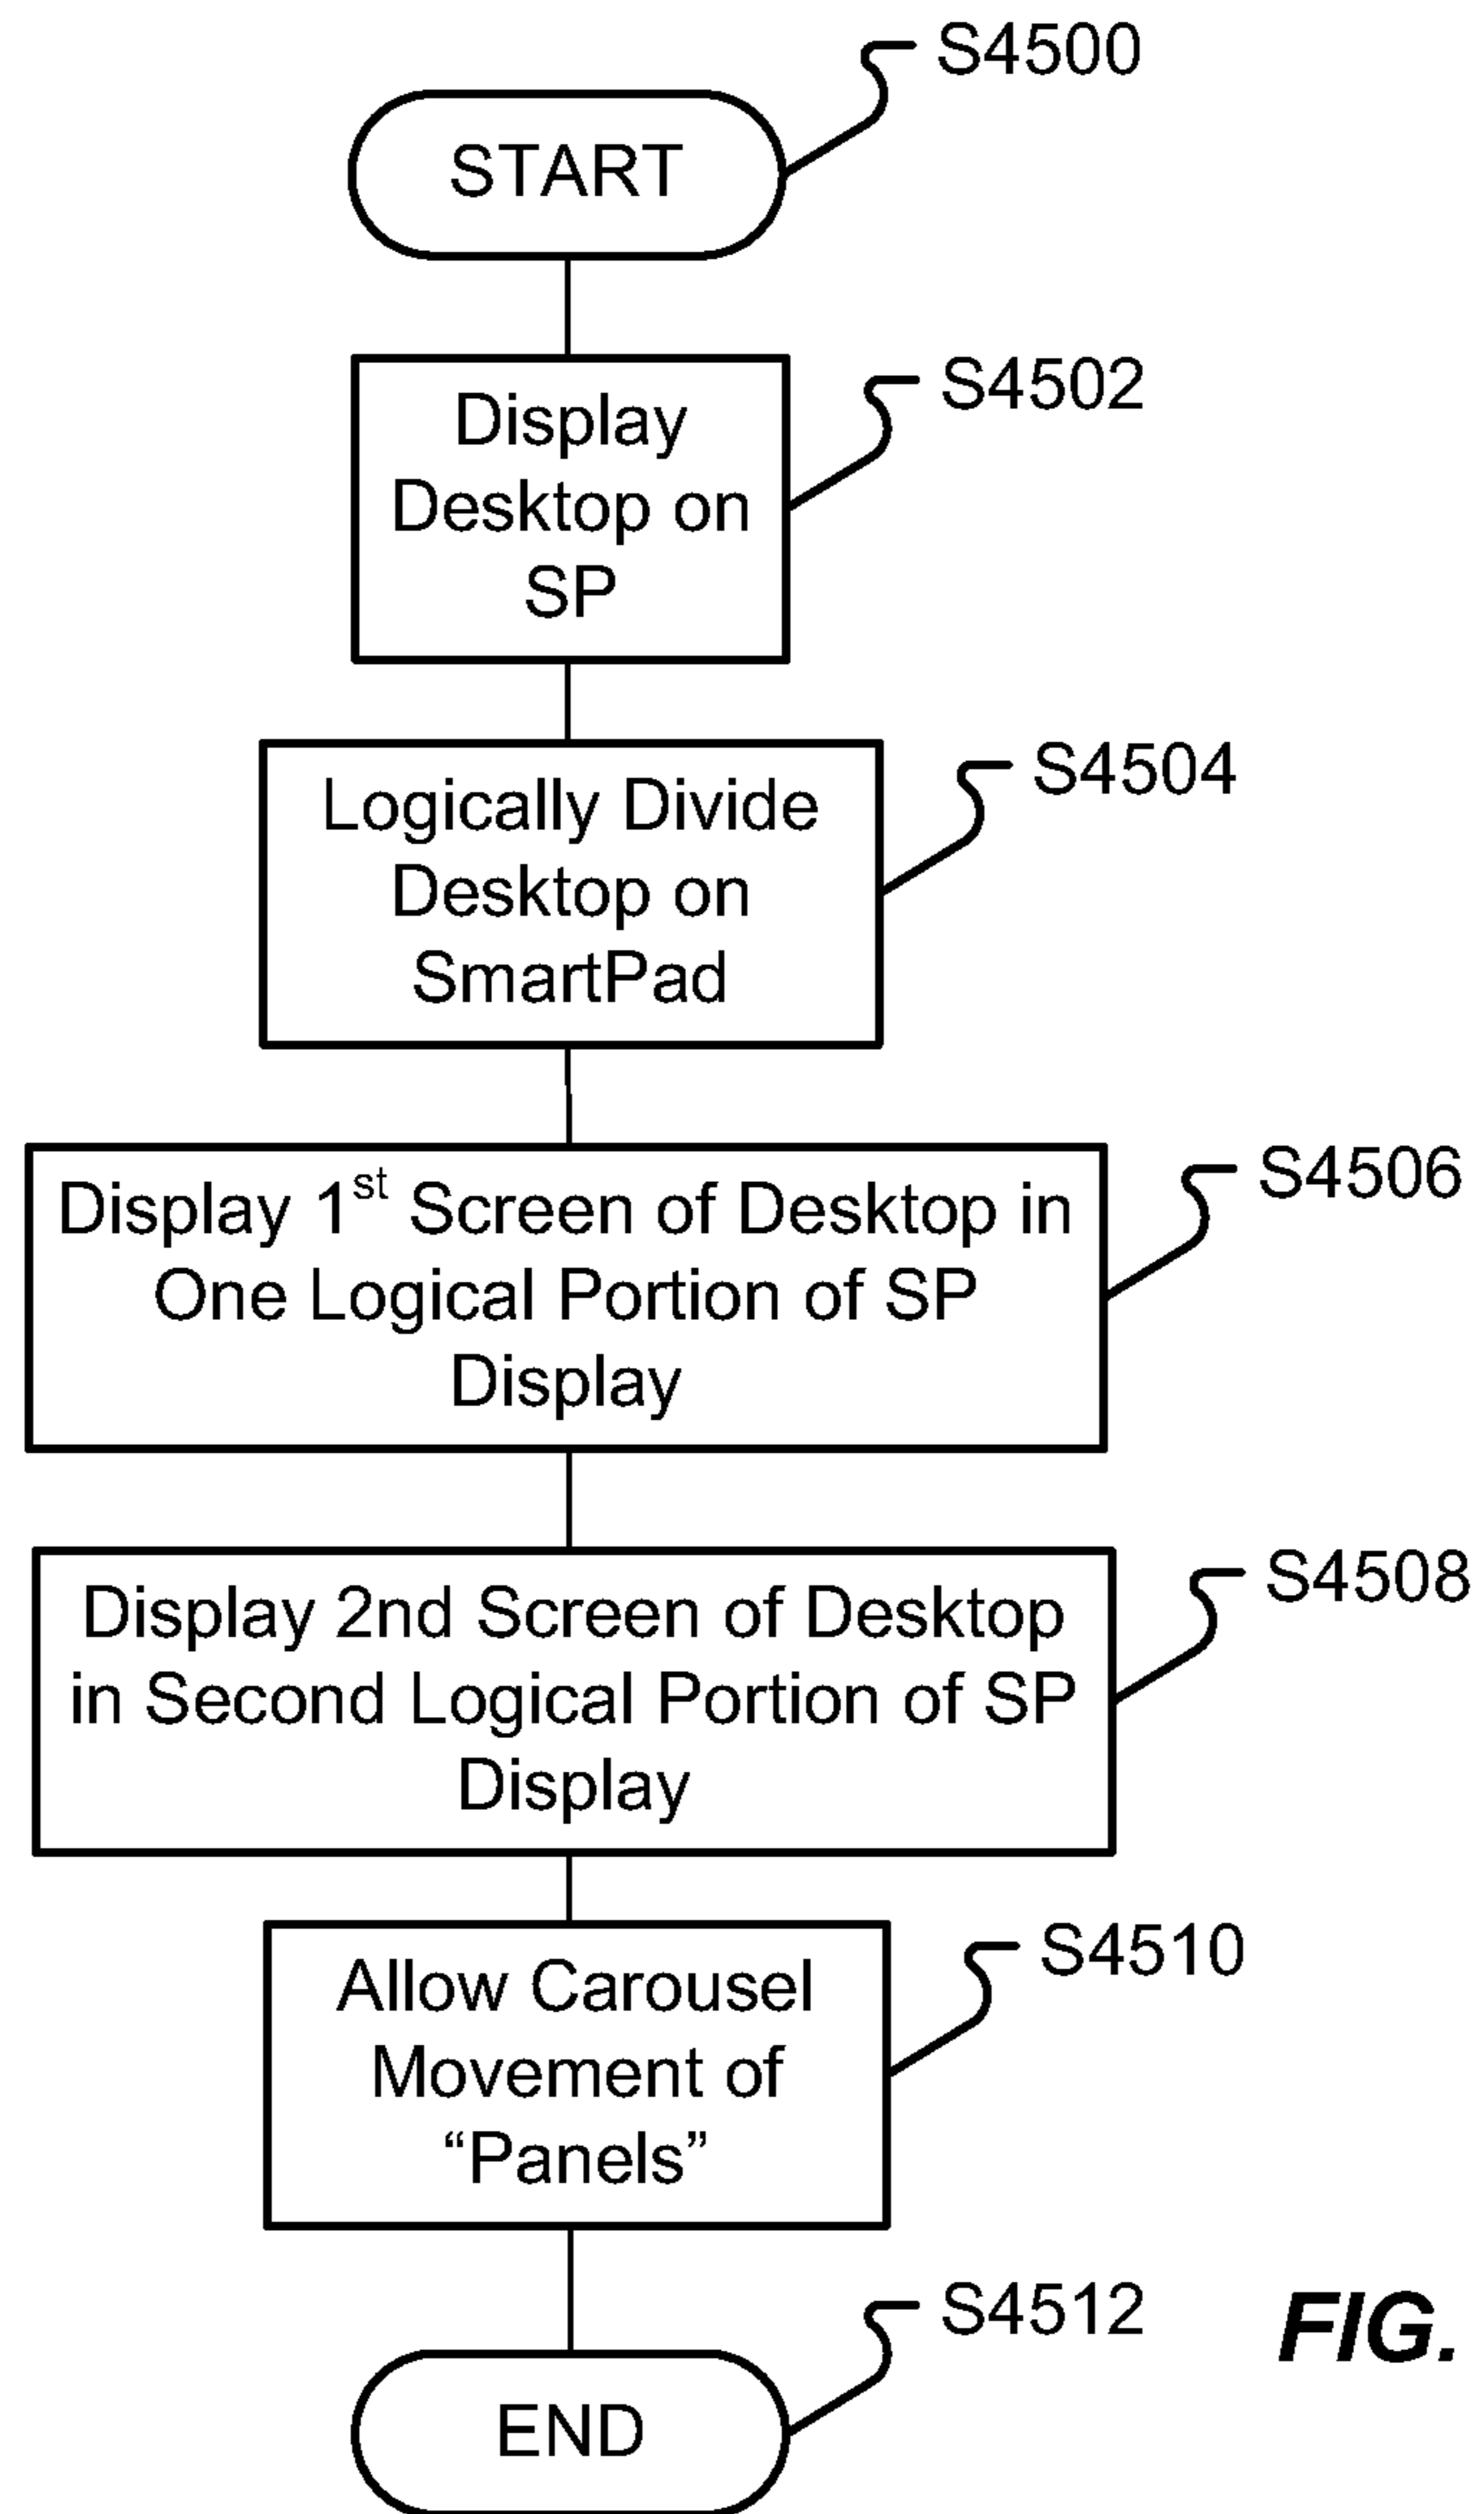 S4500
START
S4502
Display
Desktop on
SP
S4504
Logically Divide
Desktop on
SmartPad
S4506
Display 1st Screen of Desktop in
One Logical Portion of SP
Display
S4508
Display 2nd Screen of Desktop
in Second Logical Portion of SP
Display
S4510
Allow Carousel
Movement of
“Panels”
S4512
FIG.
END